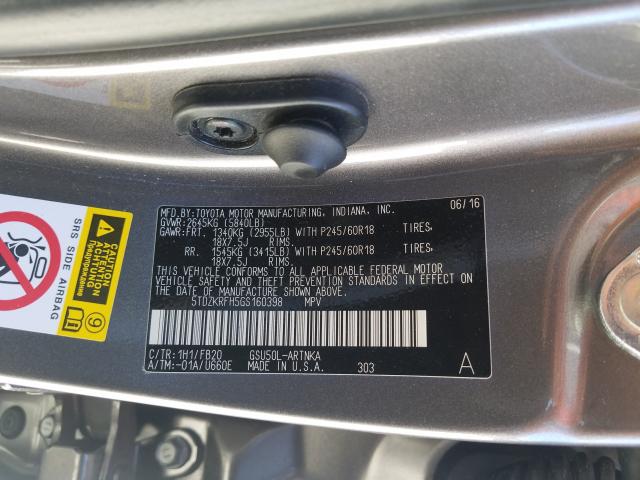 MFD.BY:TOYOTA MOTOR MANUFACTURING, INDIANA, INC. 06/16
GVWR:2645KG (5840LB)
GAWR:FRT. 1340KG (2955LB) WITH P245/60R18 TIRES,
18X7.5J RIMS.
RR. 1545KG (3415LB) WITH P245/60R18 TIRES,
18X7.5J RIMS.
THIS VEHICLE CONFORMS TO ALL APPLICABLE FEDERAL MOTOR
VEHICLE SAFETY AND THEFT PREVENTION STANDARDS IN EFFECT
ON THE DATE OF MANUFACTURE SHOWN ABOVE.
5TDZKRFH5GS160398 MPV
C/TR:1H1/FB20 GSU50L-ARTNKA
A/TM:-01A/U660E MADE IN U.S.A. 303 A
SRS SIDE AIRBAG
ATTENTION
ACHTUNG
9